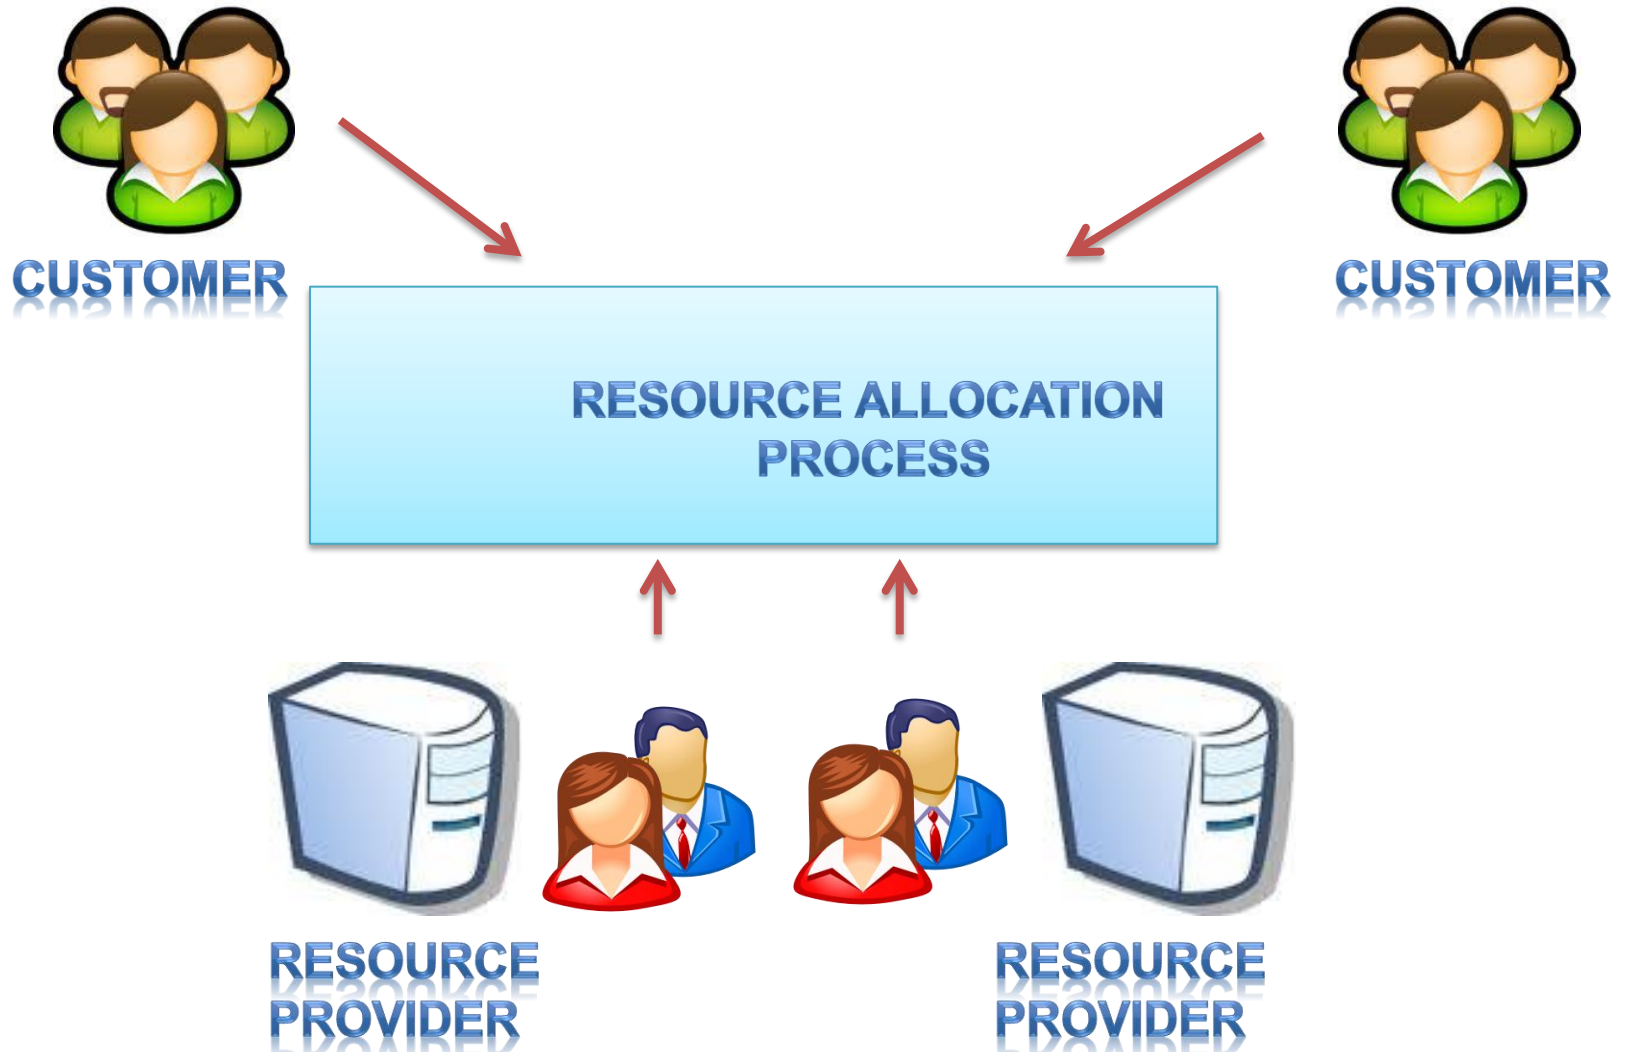 CUSTOMER
CUSTOMER
RESOURCE ALLOCATION
PROCESS
RESOURCE
PROVIDER
RESOURCE
PROVIDER